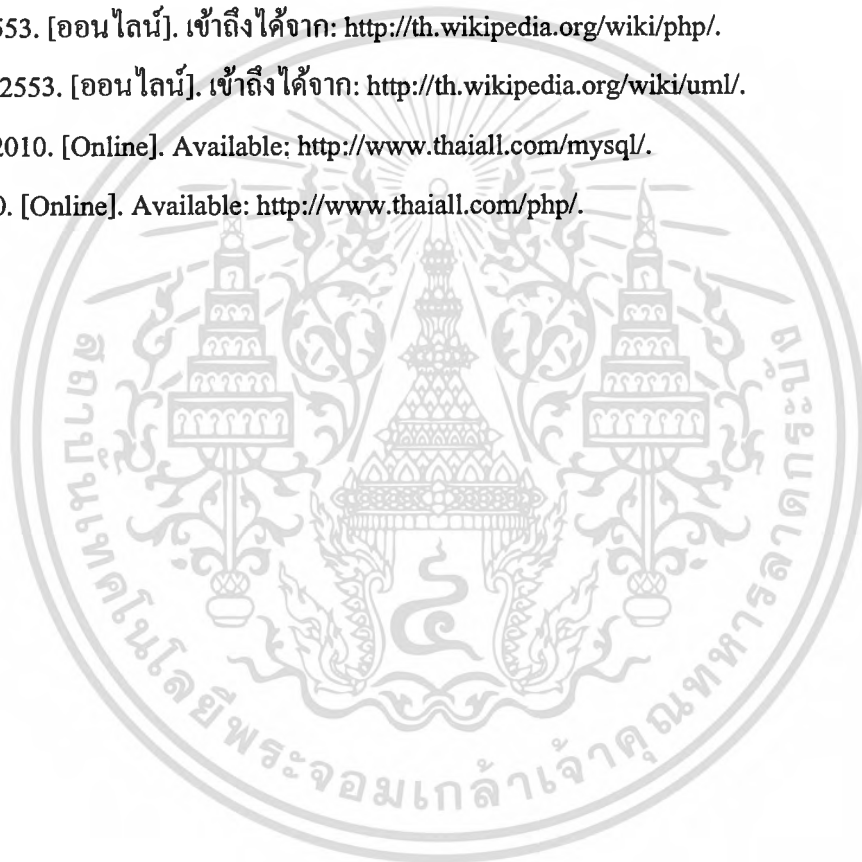 553. [ออนไลน์]. เข้าถึงได้จาก: http://th.wikipedia.org/wiki/php/.
2553. [ออนไลน์]. เข้าถึงได้จาก: http://th.wikipedia.org/wiki/uml/.
2010. [Online]. Available: http://www.thaiall.com/mysql/.
0. [Online]. Available: http://www.thaiall.com/php/.
สถาบันเทคโนโลยีพระจอมเกล้าเจ้าคุณทหารลาดกระบัง
๔